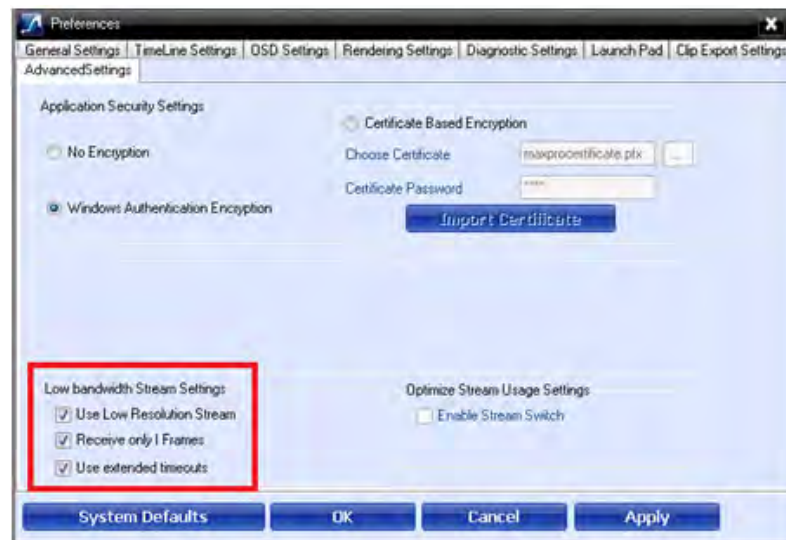 Preferences
General Settings TimeLine Settings OSD Settings Rendering Settings Diagnostic Settings Launch Pad Clip Export Settings
AdvancedSettings
Application Security Settings
Certificate Based Encryption
No Encryption
Choose Certificate maxprocertificate.pfx ...
Certificate Password ****
Windows Authentication Encryption
Import Certificate
Low bandwidth Stream Settings
Optimize Stream Usage Settings
Use Low Resolution Stream
Enable Stream Switch
Receive only I Frames
Use extended timeouts
System Defaults OK Cancel Apply